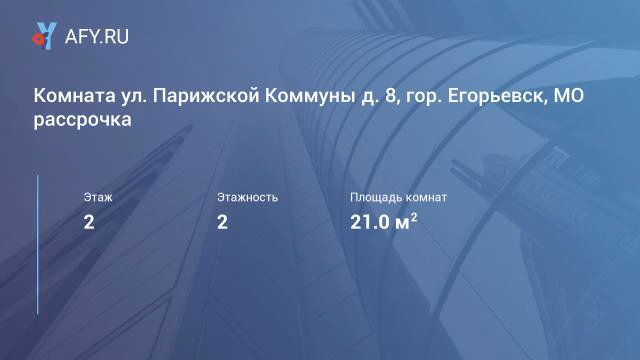 AFY.RU
Комната ул. Парижской Коммуны д. 8, гор. Егорьевск, МО
рассрочка
Этаж Этажность Площадь комнат
2 2 21.0 м²